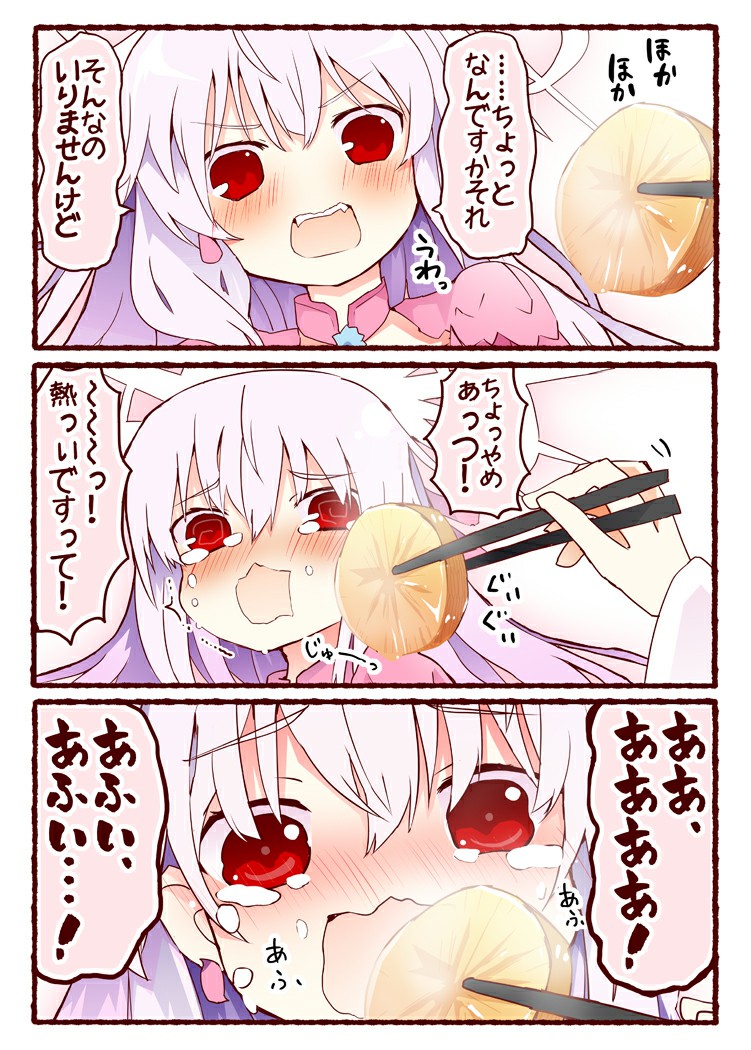 ほか
ほか
……ちょっと
なんですかそれ
うわっ
そんなの
いりませんけど
ちょっやめ
あっつ！
ぐい
ぐい
じゅーっ
～～～っ！
熱っいですって！
ああ、
ああああ！
あふ
あふ
あふい、
あふい…！